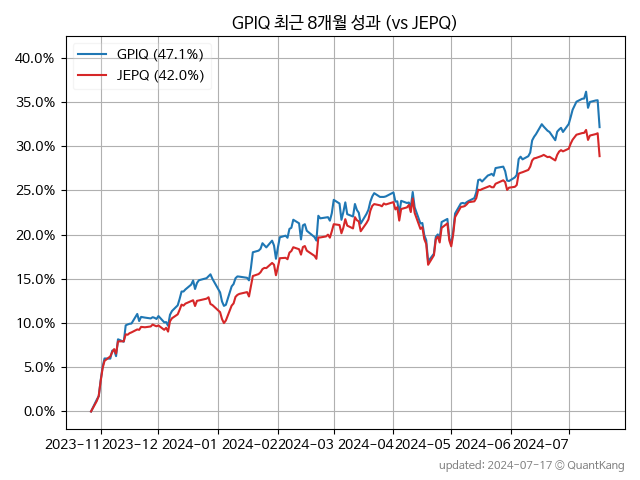 GPIQ 최근 8개월 성과 (vs JEPQ)
GPIQ (47.1%)
JEPQ (42.0%)
40.0%
35.0%
30.0%
25.0%
20.0%
15.0%
10.0%
5.0%
0.0%
2023-11 2023-12 2024-01 2024-02 2024-03 2024-04 2024-05 2024-06 2024-07
updated: 2024-07-17 © QuantKang